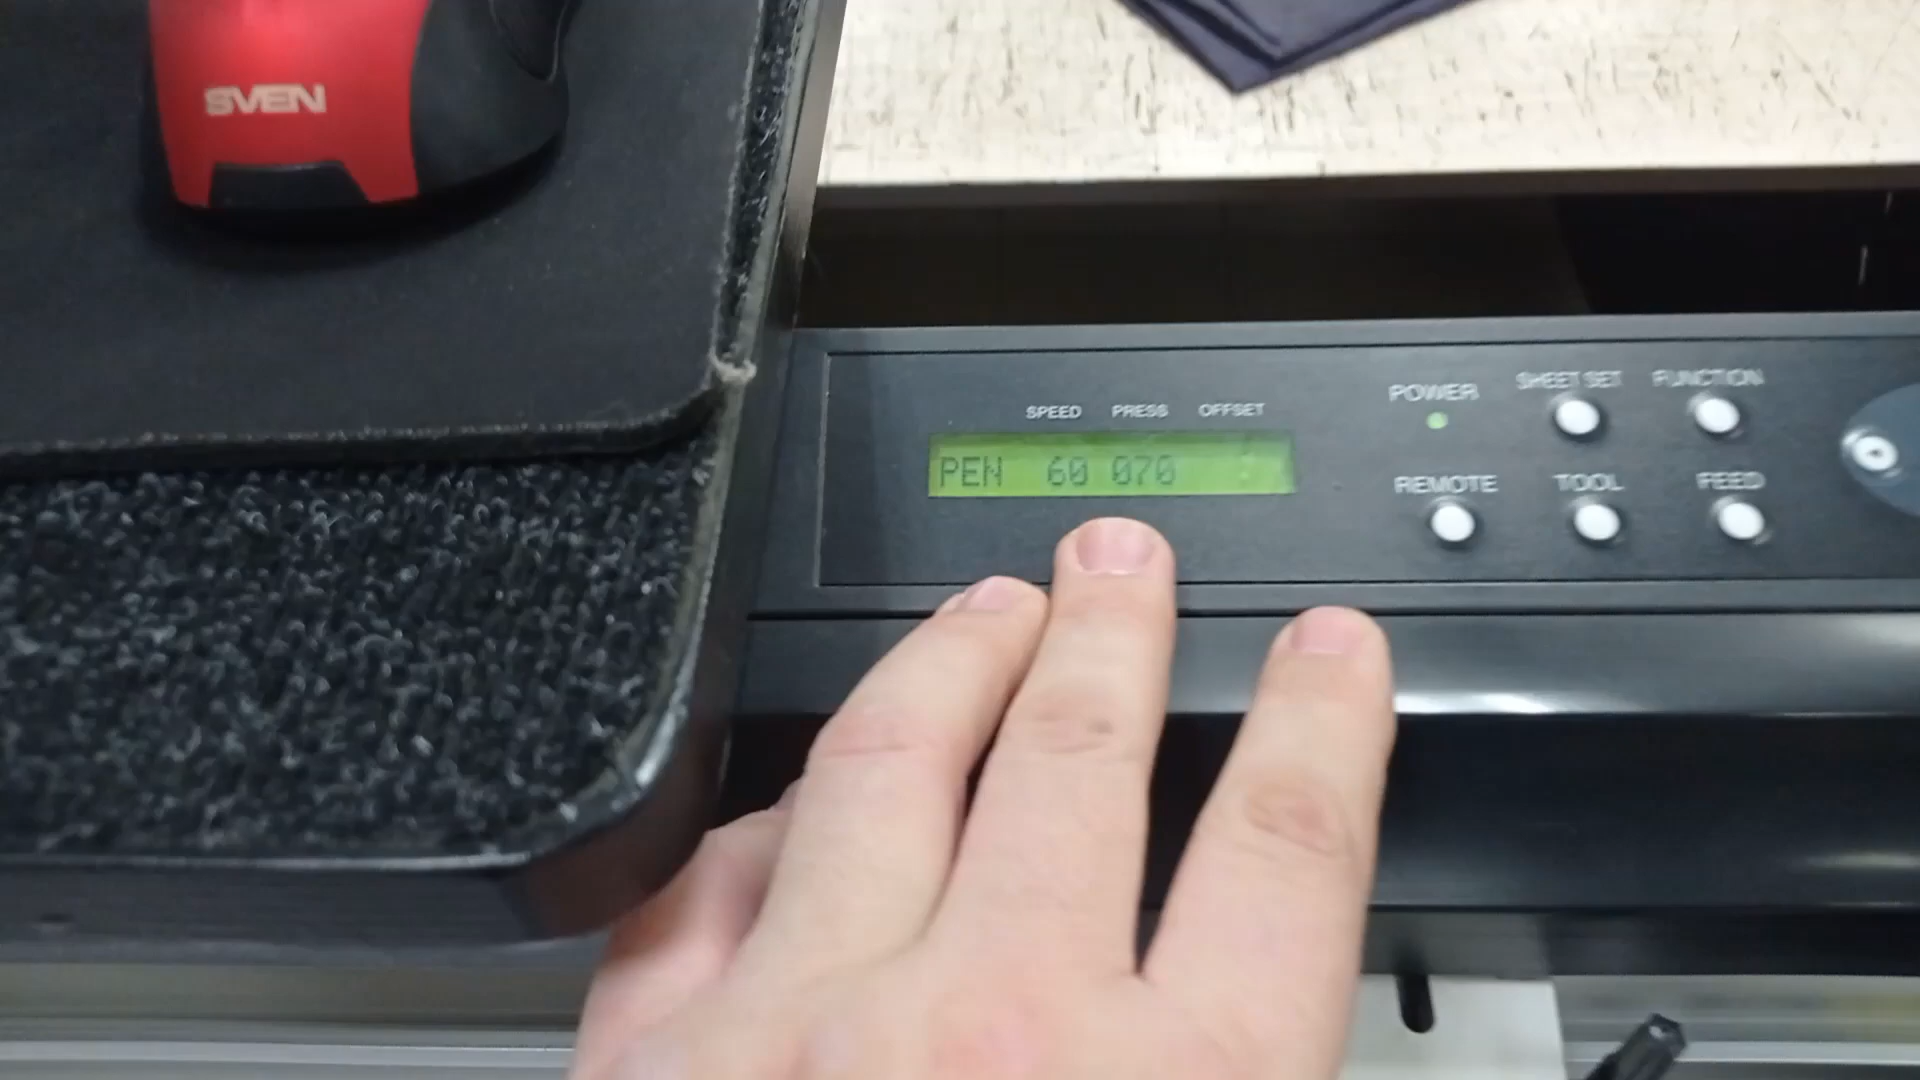 SVEN
SPEED PRESS OFFSET
PEN 60 070
POWER SHEET SET FUNCTION
REMOTE TOOL FEED